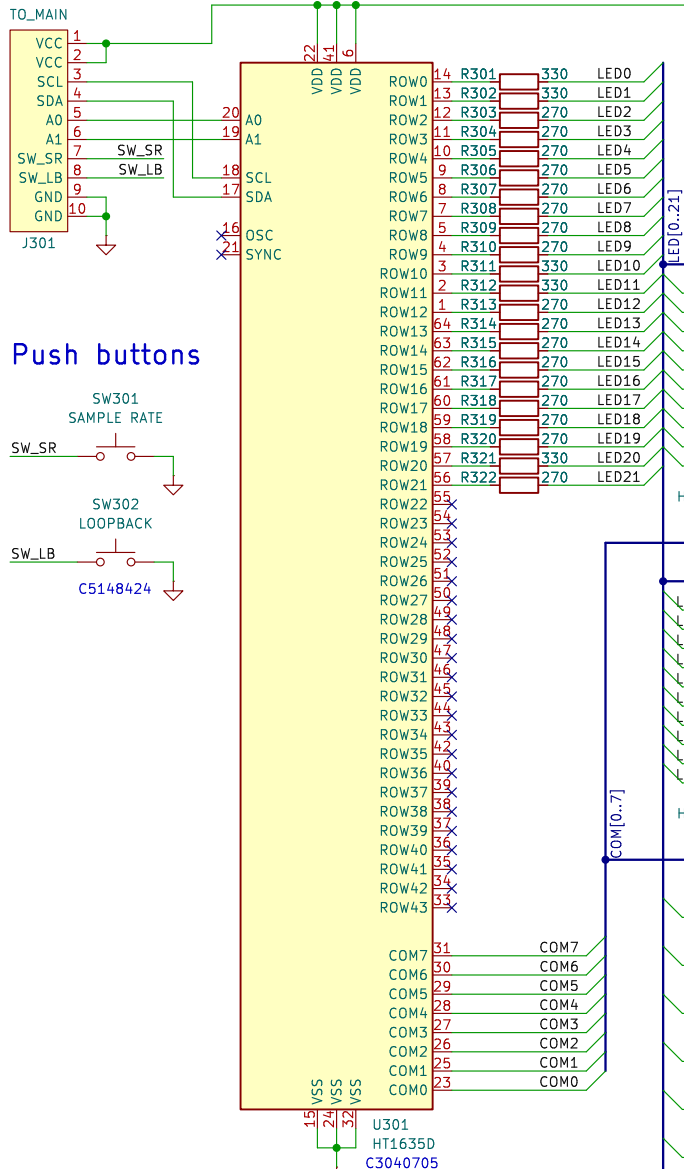 TO_MAIN
VCC 1
VCC 2
SCL 3
SDA 4
A0 5
A1 6
SW_SR 7 SW_SR
SW_LB 8 SW_LB
GND 9
GND 10
J301
Push buttons
SW301
SAMPLE RATE
SW_SR
SW302
LOOPBACK
SW_LB
C5148424
22 41 6
VDD VDD VDD
20 A0
19 A1
18 SCL
17 SDA
16 OSC
21 SYNC
ROW0 14 R301 330 LED0
ROW1 13 R302 330 LED1
ROW2 12 R303 270 LED2
ROW3 11 R304 270 LED3
ROW4 10 R305 270 LED4
ROW5 9 R306 270 LED5
ROW6 8 R307 270 LED6
ROW7 7 R308 270 LED7
ROW8 5 R309 270 LED8
ROW9 4 R310 270 LED9
ROW10 3 R311 330 LED10
ROW11 2 R312 330 LED11
ROW12 1 R313 270 LED12
ROW13 64 R314 270 LED13
ROW14 63 R315 270 LED14
ROW15 62 R316 270 LED15
ROW16 61 R317 270 LED16
ROW17 60 R318 270 LED17
ROW18 59 R319 270 LED18
ROW19 58 R320 270 LED19
ROW20 57 R321 330 LED20
ROW21 56 R322 270 LED21
ROW22 55
ROW23 54
ROW24 53
ROW25 52
ROW26 51
ROW27 50
ROW28 49
ROW29 48
ROW30 47
ROW31 46
ROW32 45
ROW33 44
ROW34 43
ROW35 42
ROW36 40
ROW37 39
ROW38 38
ROW39 37
ROW40 36
ROW41 35
ROW42 34
ROW43 33
COM7 31 COM7
COM6 30 COM6
COM5 29 COM5
COM4 28 COM4
COM3 27 COM3
COM2 26 COM2
COM1 25 COM1
COM0 23 COM0
LED[0..21]
COM[0..7]
VSS VSS VSS
15 24 32
U301
HT1635D
C3040705